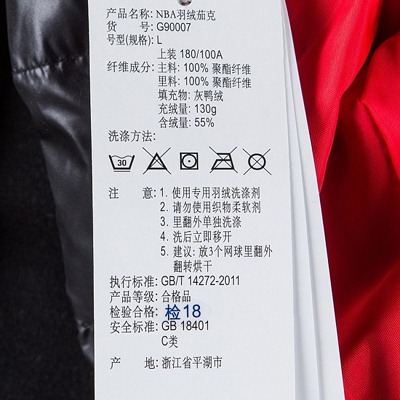 产品名称: NBA羽绒茄克
货 号: G90007
号型(规格): L
上装 180/100A
纤维成分: 主料: 100% 聚酯纤维
里料: 100% 聚酯纤维
填充物: 灰鸭绒
充绒量: 130g
含绒量: 55%
洗涤方法:
30
注 意: 1. 使用专用羽绒洗涤剂
2. 请勿使用织物柔软剂
3. 里翻外单独洗涤
4. 洗后立即移开
5. 建议: 放3个网球里翻外
翻转烘干
执行标准: GB/T 14272-2011
产品等级: 合格品
检验合格: 检18
安全标准: GB 18401
C类
产 地: 浙江省平湖市